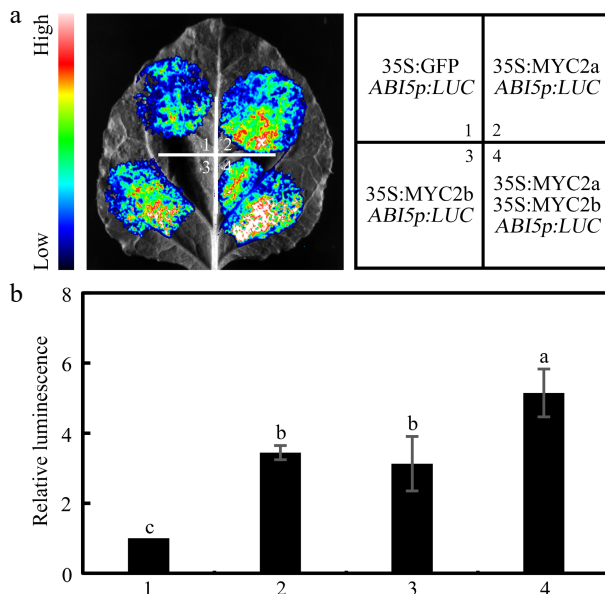 a
High
Low
1 2
3 4
35S:GFP
ABI5p:LUC
1
35S:MYC2a
ABI5p:LUC
2
3
35S:MYC2b
ABI5p:LUC
4
35S:MYC2a
35S:MYC2b
ABI5p:LUC
b
Relative luminescence
8
6
4
2
0
c
b
b
a
1 2 3 4